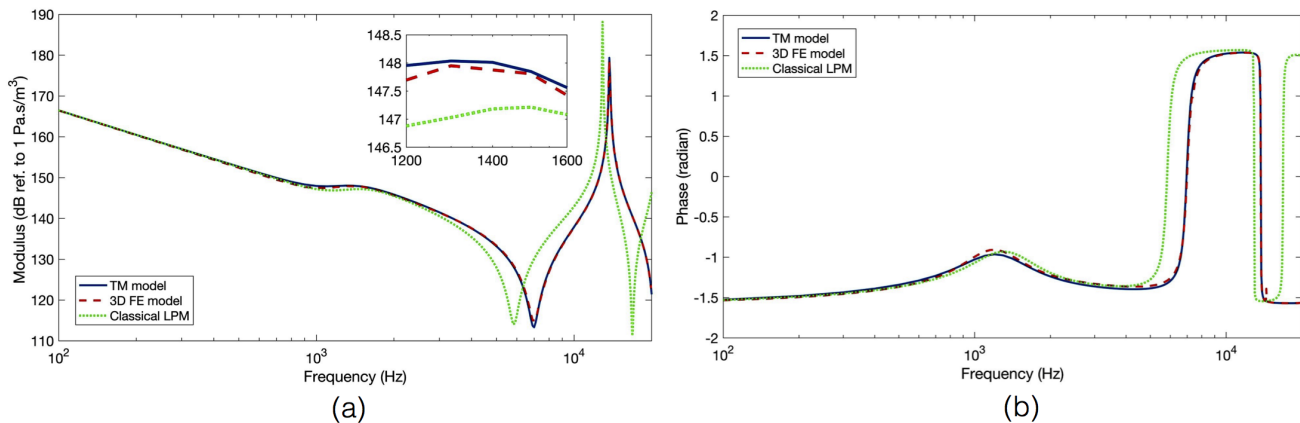 190
180
170
160
150
140
130
120
110
Modulus (dB ref. to 1 Pa.s/m³)
148.5
148
147.5
147
146.5
1200 1400 1600
TM model
3D FE model
Classical LPM
10² 10³ 10⁴
Frequency (Hz)
(a)
2
1.5
1
0.5
0
-0.5
-1
-1.5
-2
Phase (radian)
TM model
3D FE model
Classical LPM
10² 10³ 10⁴
Frequency (Hz)
(b)